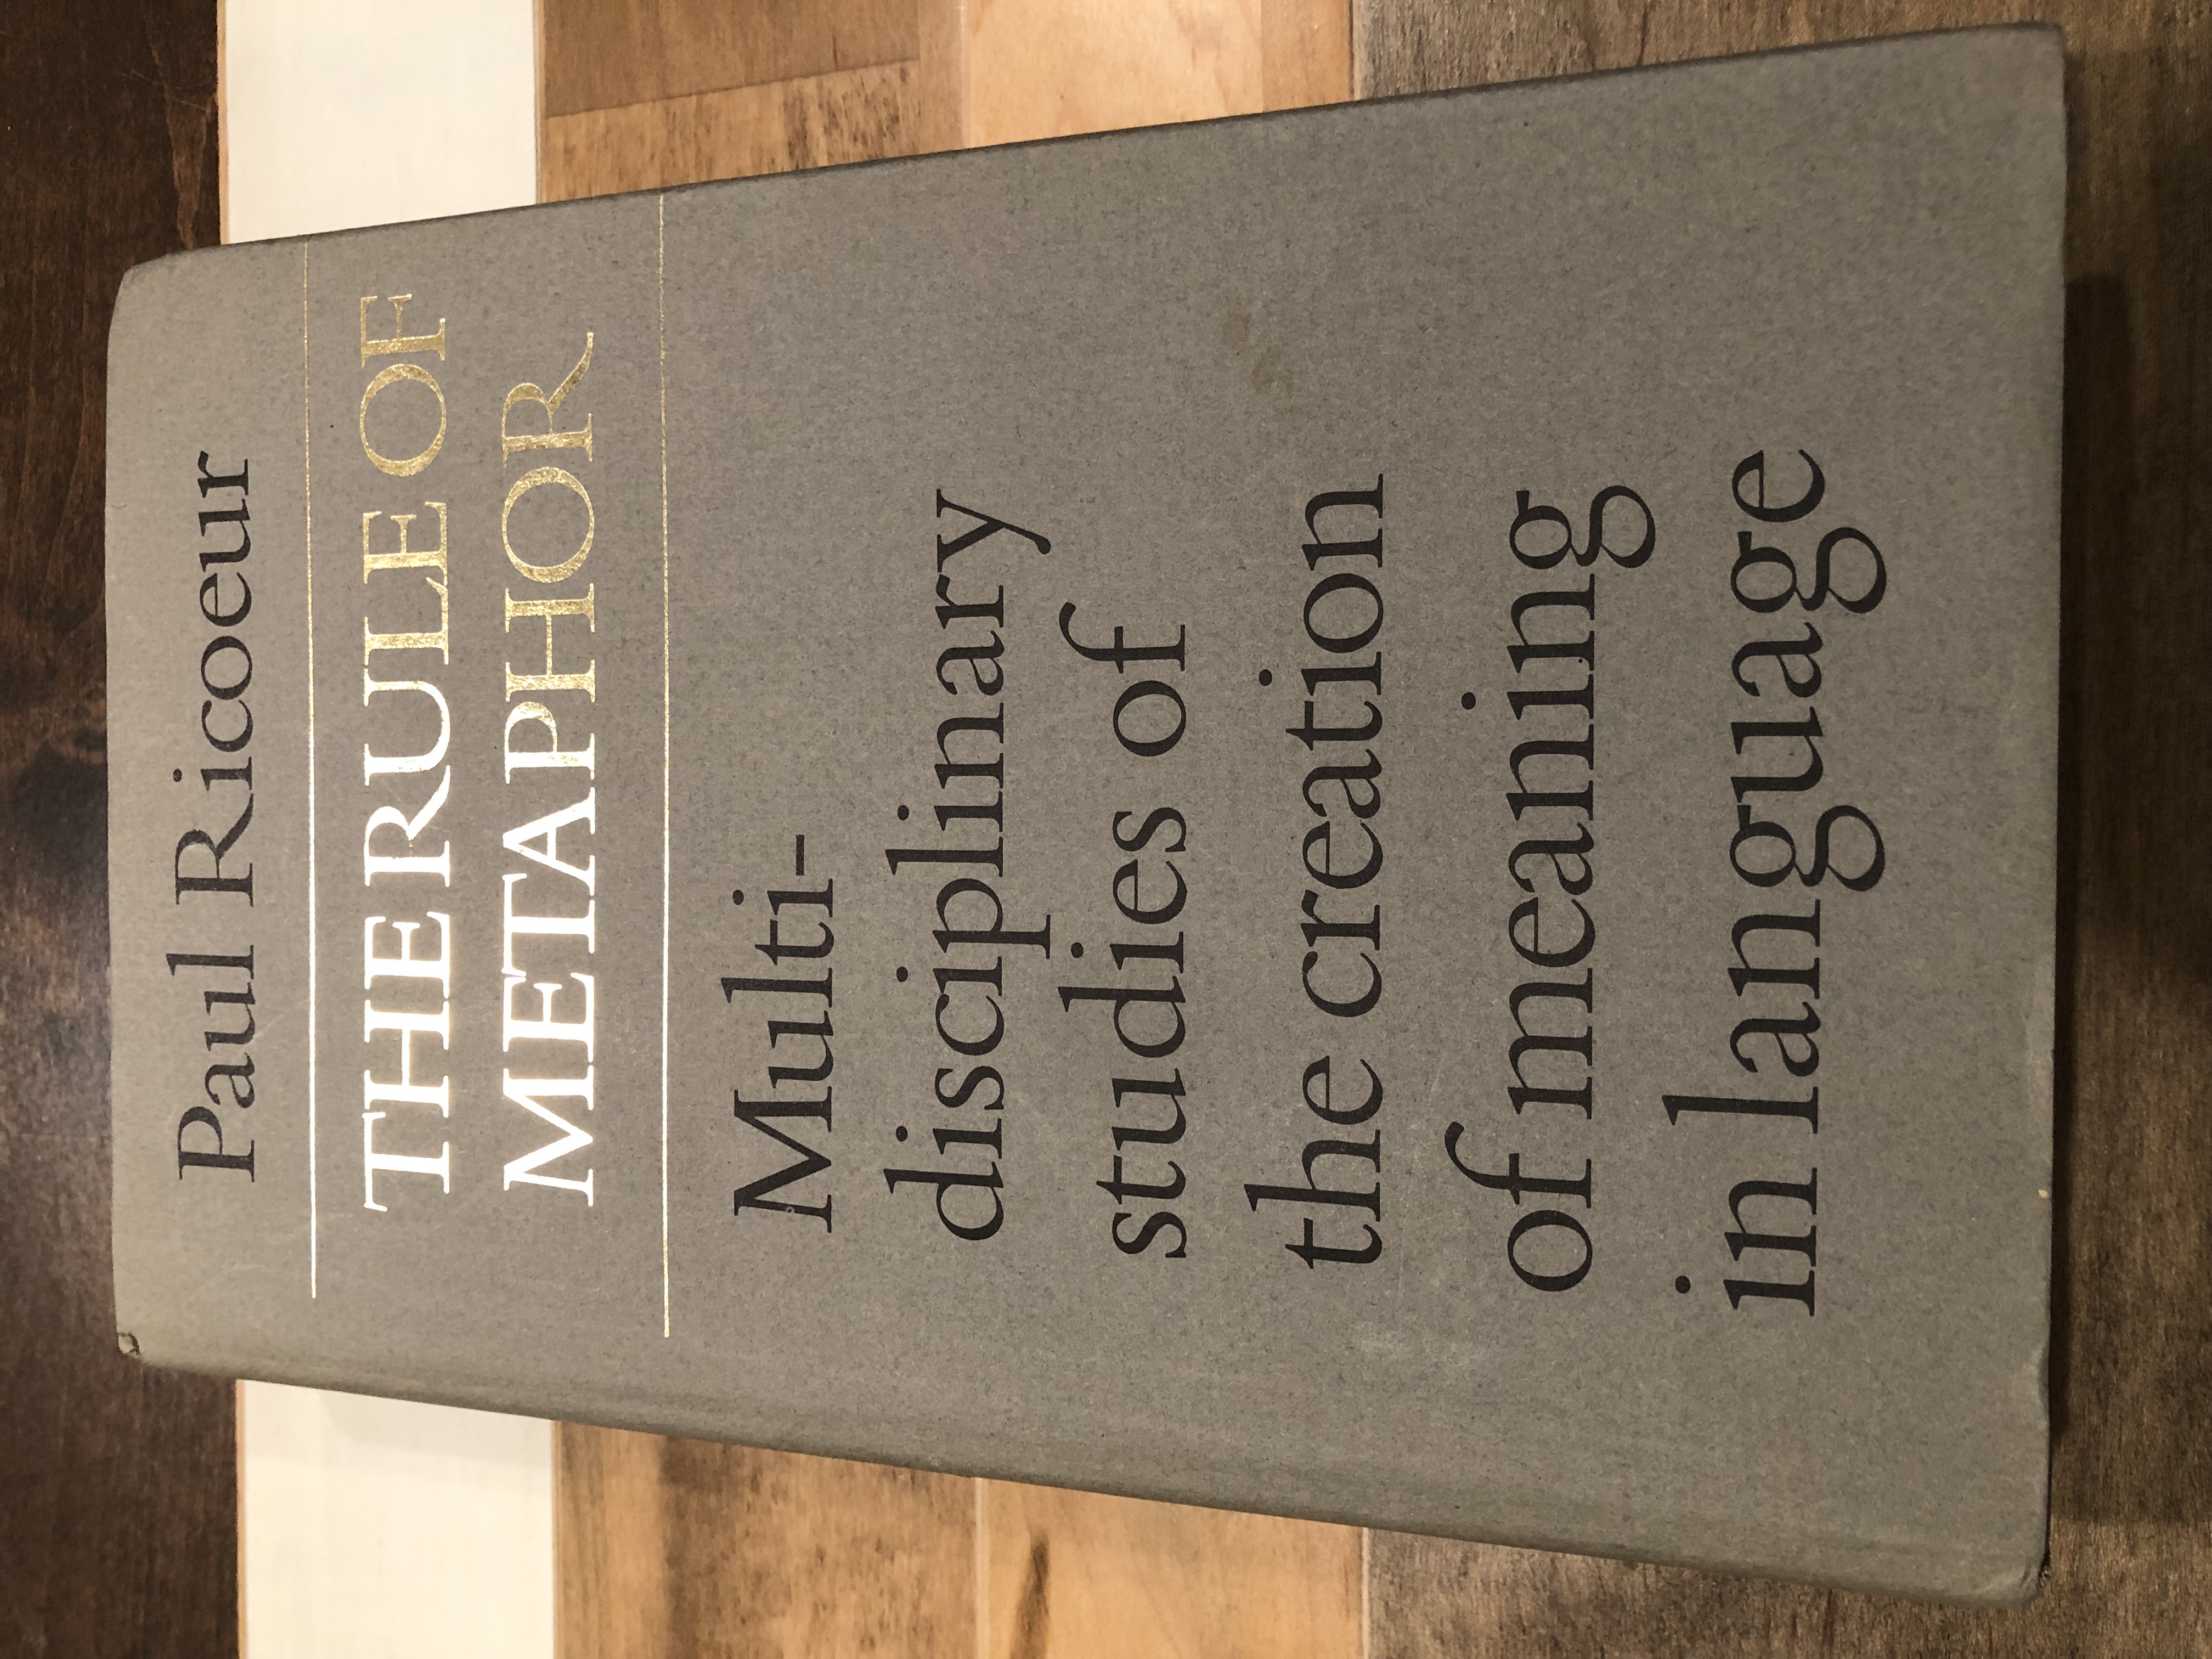 Paul Ricoeur
THE RULE OF
METAPHOR
Multi-
disciplinary
studies of
the creation
of meaning
in language